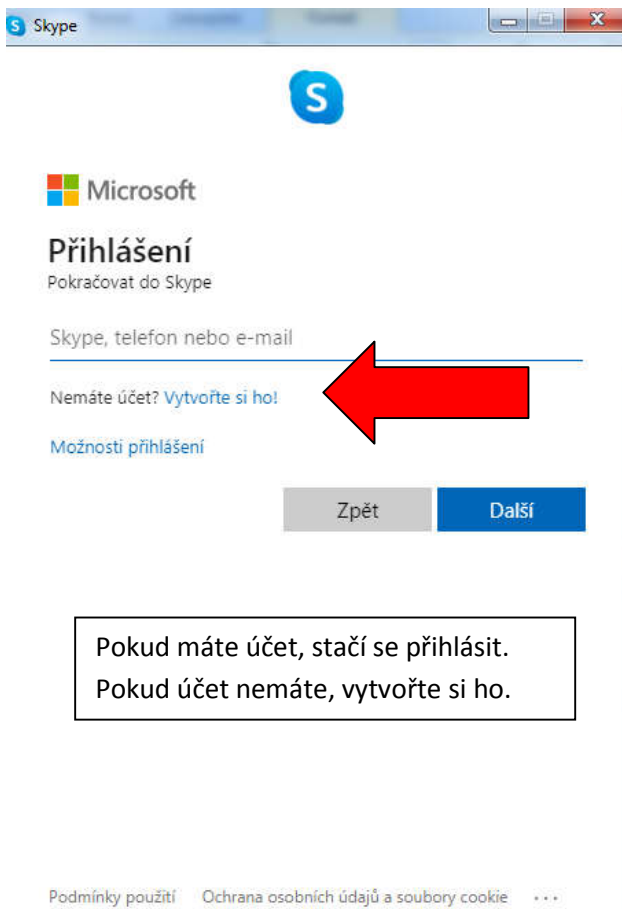 Skype
Microsoft
Přihlášení
Pokračovat do Skype
Skype, telefon nebo e-mail
Nemáte účet? Vytvořte si ho!
Možnosti přihlášení
Zpět Další
Pokud máte účet, stačí se přihlásit.
Pokud účet nemáte, vytvořte si ho.
Podmínky použití Ochrana osobních údajů a soubory cookie ···